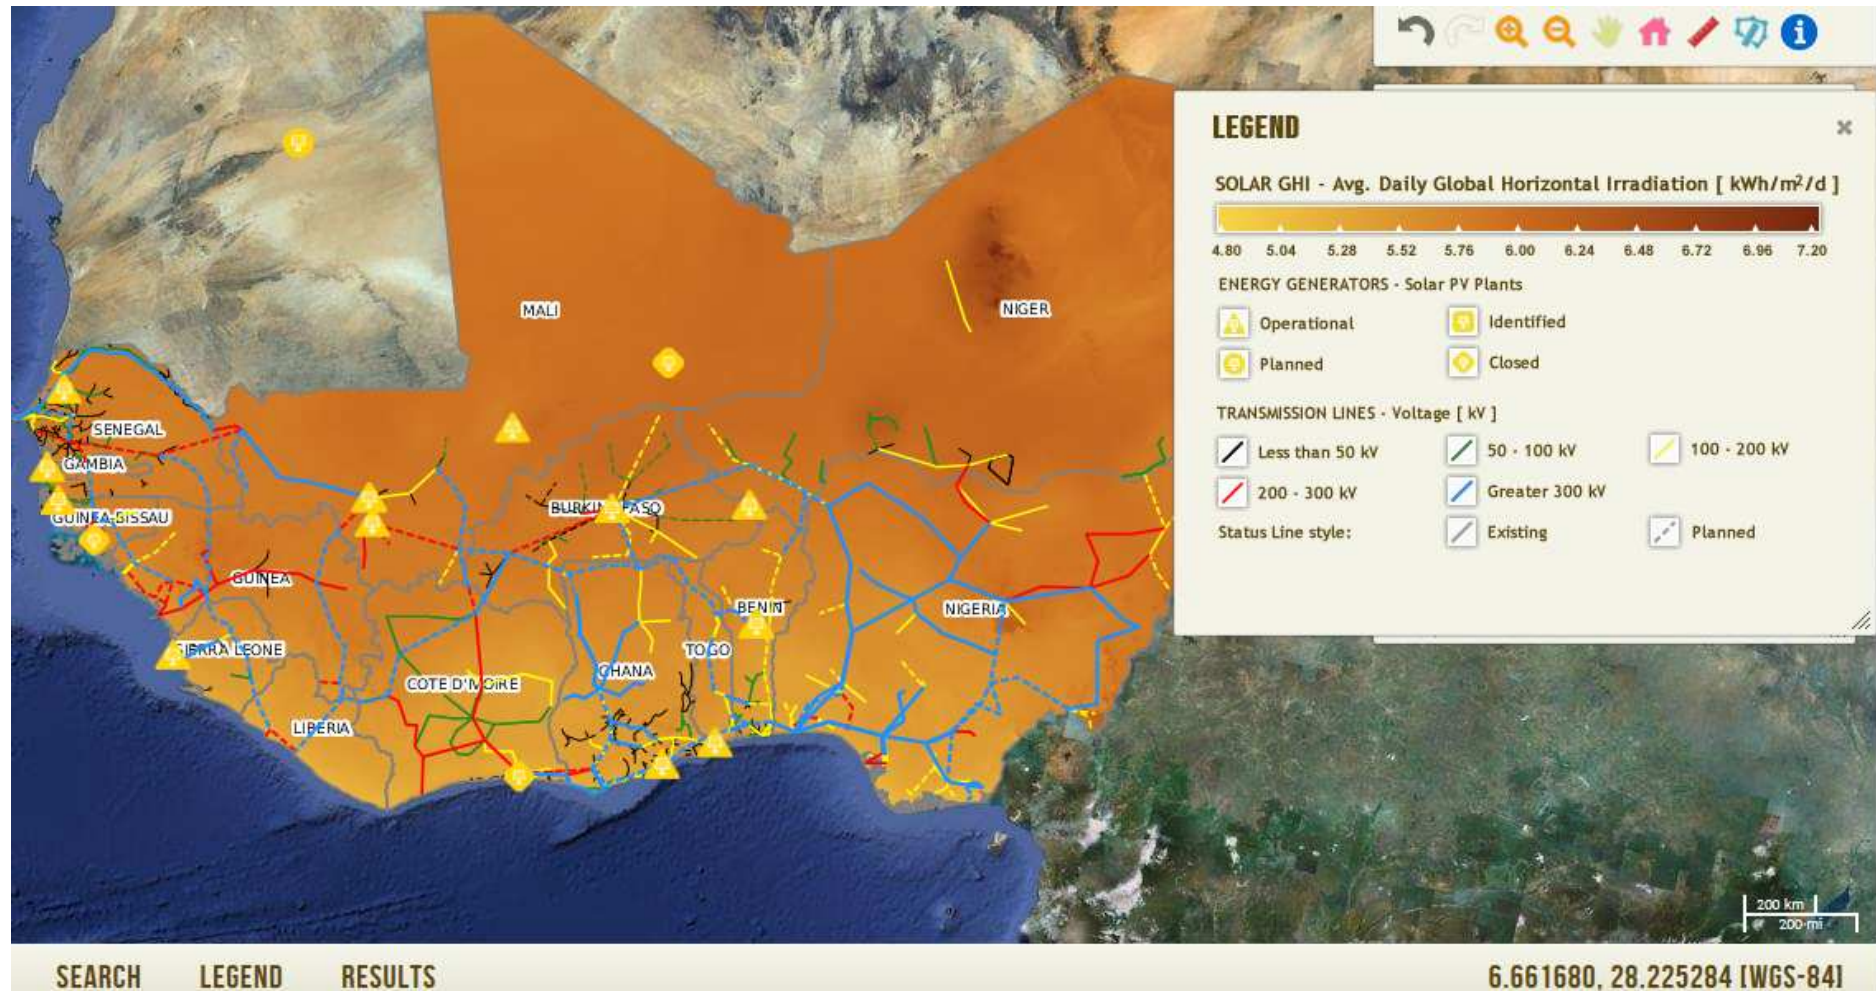 LEGEND
SOLAR GHI - Avg. Daily Global Horizontal Irradiation [ kWh/m²/d ]
4.80 5.04 5.28 5.52 5.76 6.00 6.24 6.48 6.72 6.96 7.20
ENERGY GENERATORS - Solar PV Plants
Operational Identified
Planned Closed
TRANSMISSION LINES - Voltage [ kV ]
Less than 50 kV 50 - 100 kV 100 - 200 kV
200 - 300 kV Greater 300 kV
Status Line style: Existing Planned
MALI
NIGER
SENEGAL
GAMBIA
BURKINA FASO
GUINEA-BISSAU
GUINEA
BENIN
NIGERIA
SIERRA LEONE
TOGO
GHANA
COTE D'IVOIRE
LIBERIA
200 km
200 mi
SEARCH LEGEND RESULTS
6.661680, 28.225284 [WGS-84]